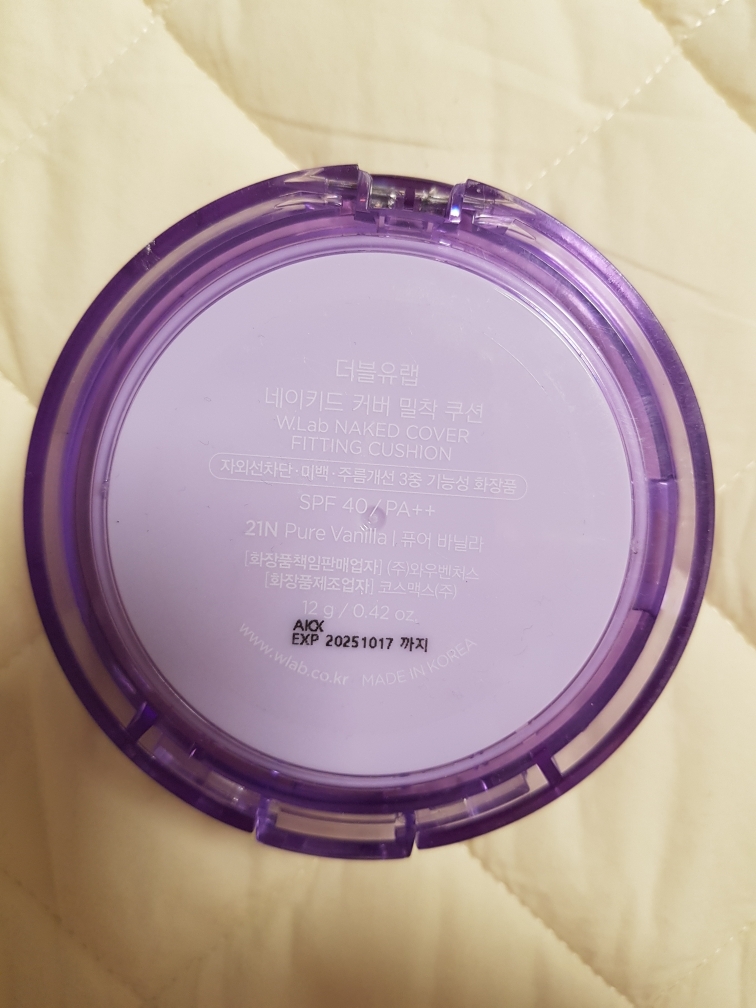 더블유랩
네이키드 커버 밀착 쿠션
W.Lab NAKED COVER
FITTING CUSHION
자외선차단·미백·주름개선 3중 기능성 화장품
SPF 40 / PA++
21N Pure Vanilla | 퓨어 바닐라
[화장품책임판매업자] (주)와우벤처스
[화장품제조업자] 코스맥스(주)
12 g / 0.42 oz.
AKX
EXP 20251017 까지
www.wlab.co.kr MADE IN KOREA